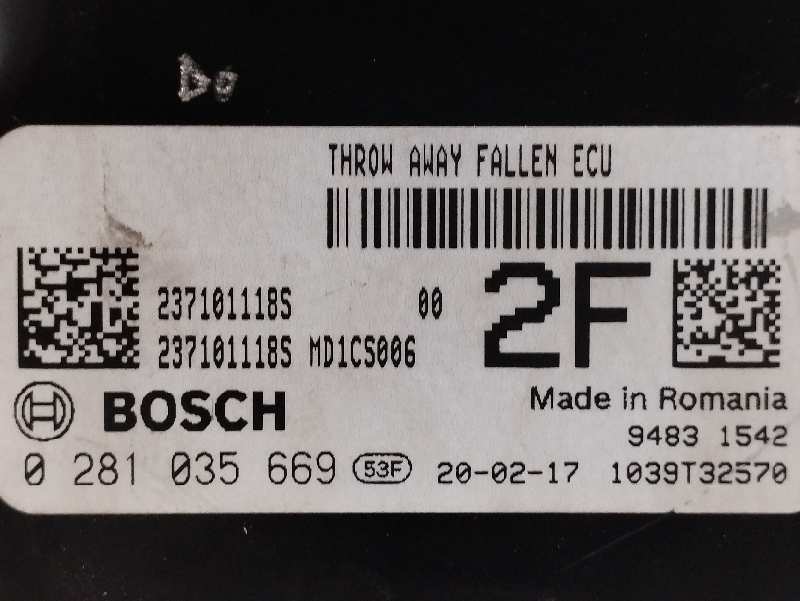 THROW AWAY FALLEN ECU
237101118S 00
237101118S MD1CS006
2F
BOSCH
Made in Romania
9483 1542
0 281 035 669 53F 20-02-17 1039T32570